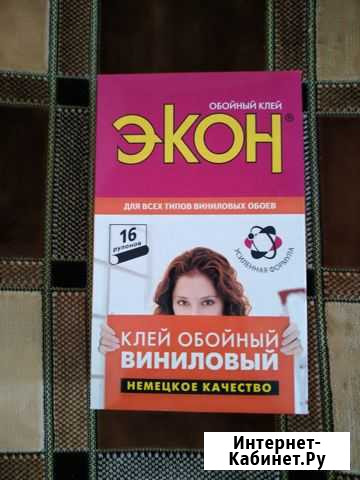 ОБОЙНЫЙ КЛЕЙ
ЭКОН®
ДЛЯ ВСЕХ ТИПОВ ВИНИЛОВЫХ ОБОЕВ
16
рулонов
УСИЛЕННАЯ ФОРМУЛА
КЛЕЙ ОБОЙНЫЙ
ВИНИЛОВЫЙ
НЕМЕЦКОЕ КАЧЕСТВО
Интернет-
Кабинет.Ру